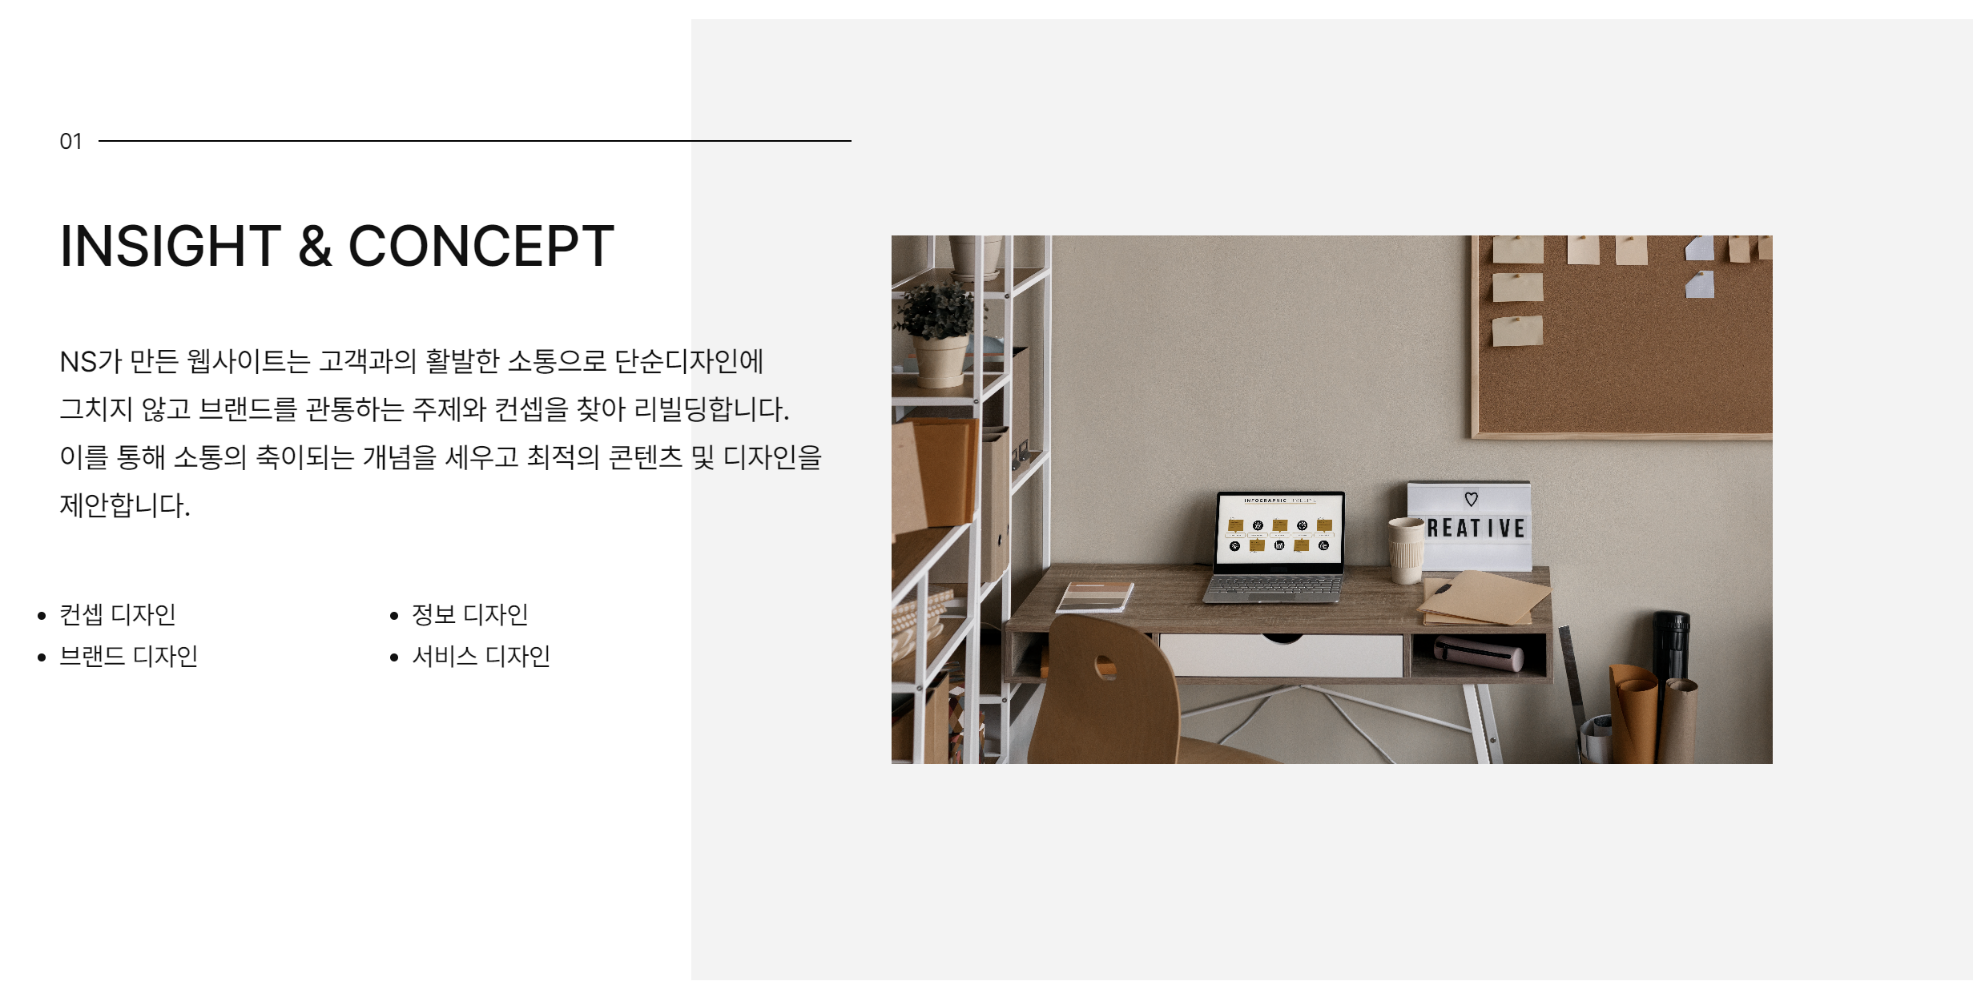 01
INSIGHT & CONCEPT
NS가 만든 웹사이트는 고객과의 활발한 소통으로 단순디자인에
그치지 않고 브랜드를 관통하는 주제와 컨셉을 찾아 리빌딩합니다.
이를 통해 소통의 축이되는 개념을 세우고 최적의 콘텐츠 및 디자인을
제안합니다.
컨셉 디자인
정보 디자인
브랜드 디자인
서비스 디자인
INFOGRAPHIC
REATIVE